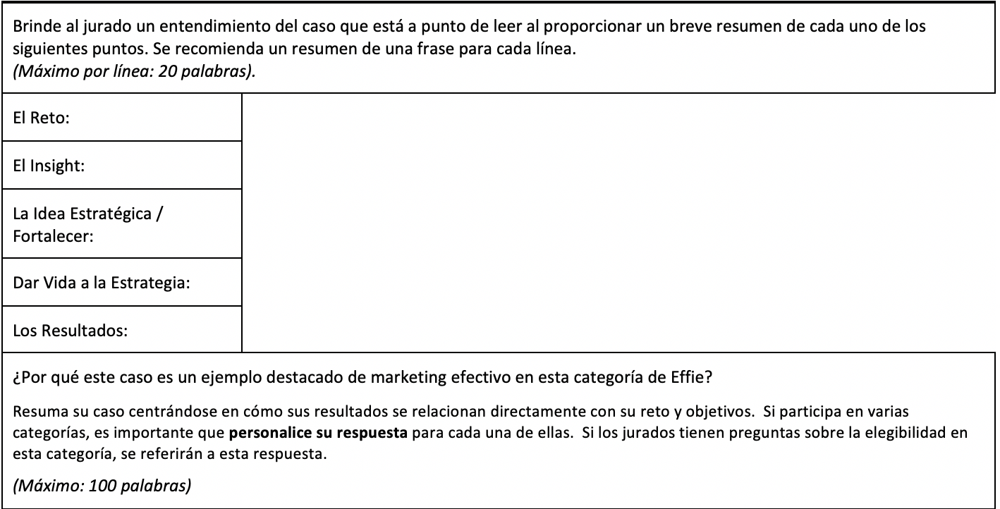 Brinde al jurado un entendimiento del caso que está a punto de leer al proporcionar un breve resumen de cada uno de los
siguientes puntos. Se recomienda un resumen de una frase para cada línea.
(Máximo por línea: 20 palabras).
El Reto:
El Insight:
La Idea Estratégica /
Fortalecer:
Dar Vida a la Estrategia:
Los Resultados:
¿Por qué este caso es un ejemplo destacado de marketing efectivo en esta categoría de Effie?
Resuma su caso centrándose en cómo sus resultados se relacionan directamente con su reto y objetivos.  Si participa en varias
categorías, es importante que personalice su respuesta para cada una de ellas.  Si los jurados tienen preguntas sobre la elegibilidad en
esta categoría, se referirán a esta respuesta.
(Máximo: 100 palabras)